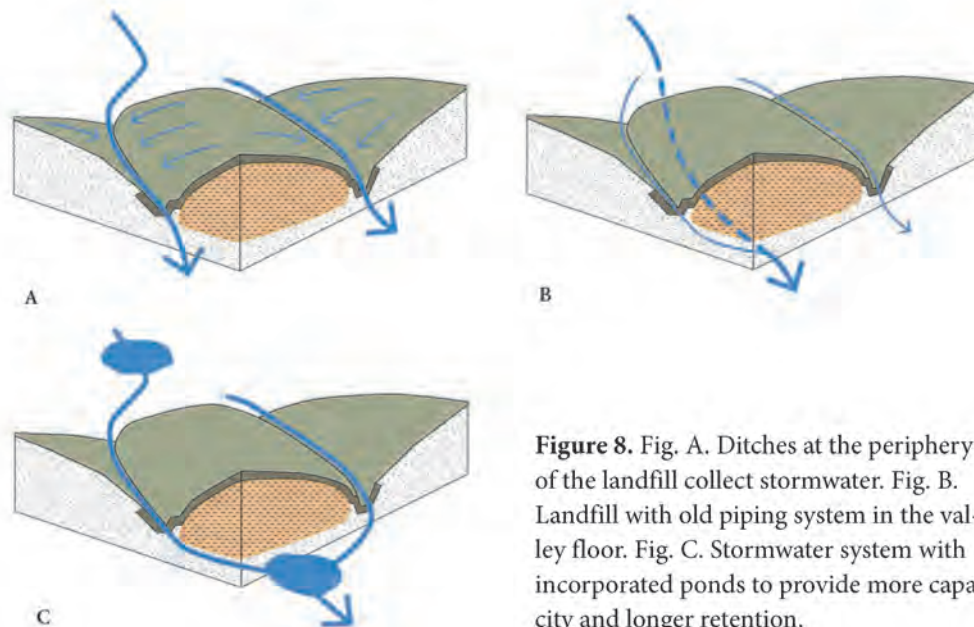 A
B
C
Figure 8. Fig. A. Ditches at the periphery
of the landfill collect stormwater. Fig. B.
Landfill with old piping system in the val-
ley floor. Fig. C. Stormwater system with
incorporated ponds to provide more capa-
city and longer retention.